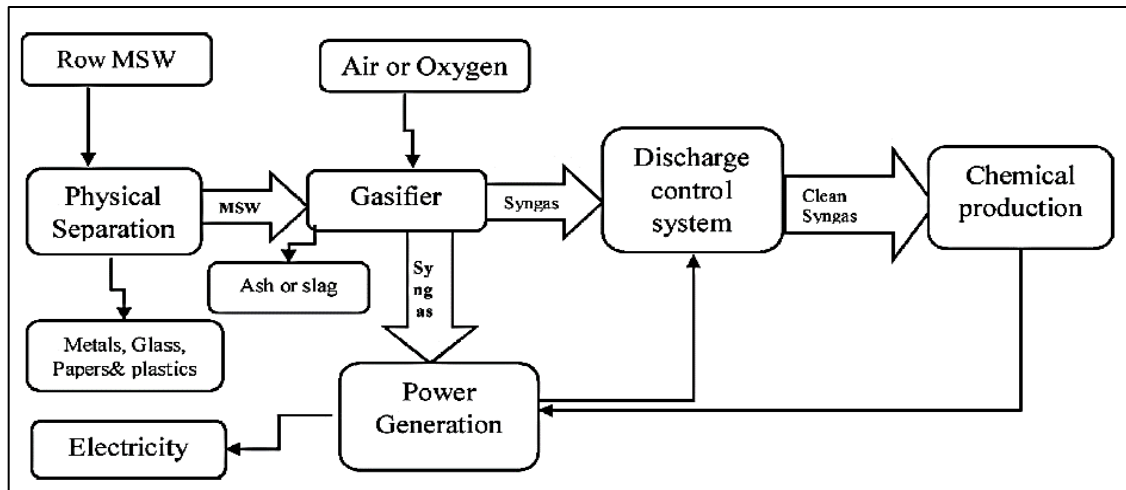 Row MSW
Air or Oxygen
Physical
Separation
MSW
Gasifier
Syngas
Discharge
control
system
Clean
Syngas
Chemical
production
Ash or slag
Sy
ng
as
Metals, Glass,
Papers& plastics
Power
Generation
Electricity